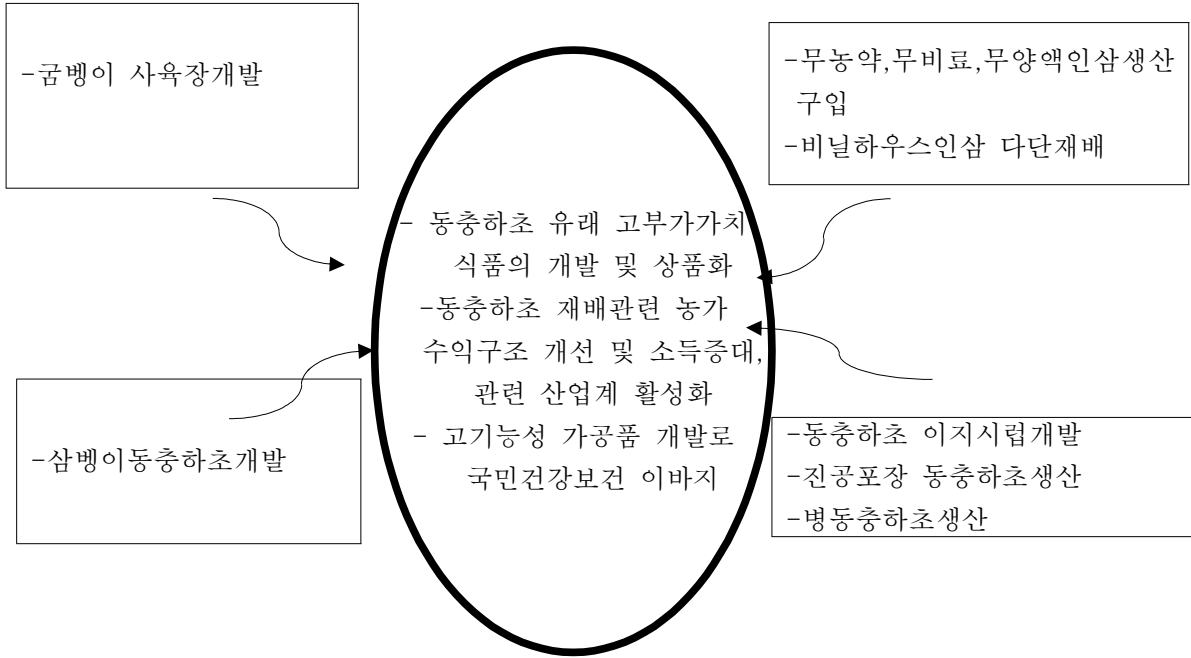 -굼벵이 사육장개발
-무농약,무비료,무양액인삼생산
구입
-비닐하우스인삼 다단재배
- 동충하초 유래 고부가가치
식품의 개발 및 상품화
-동충하초 재배관련 농가
수익구조 개선 및 소득증대,
관련 산업계 활성화
- 고기능성 가공품 개발로
국민건강보건 이바지
-삼벵이동충하초개발
-동충하초 이지시럽개발
-진공포장 동충하초생산
-병동충하초생산